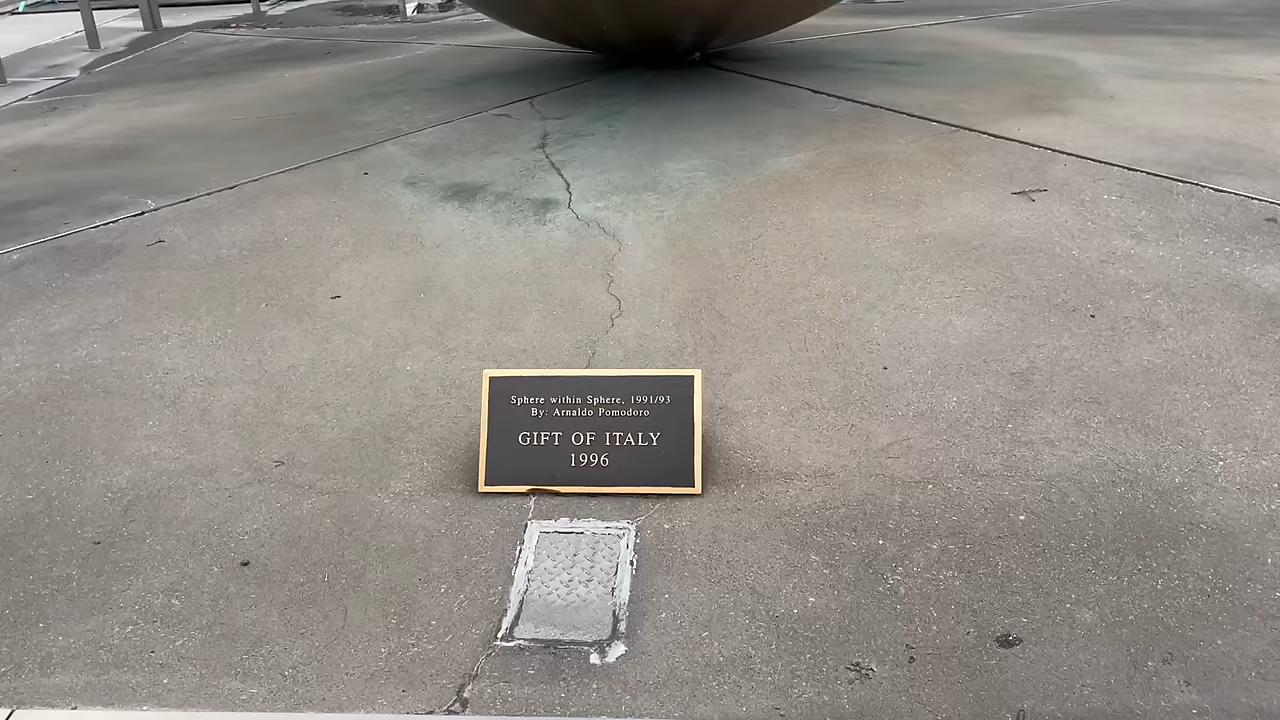 Sphere within Sphere, 1991/93
By: Arnaldo Pomodoro
GIFT OF ITALY
1996